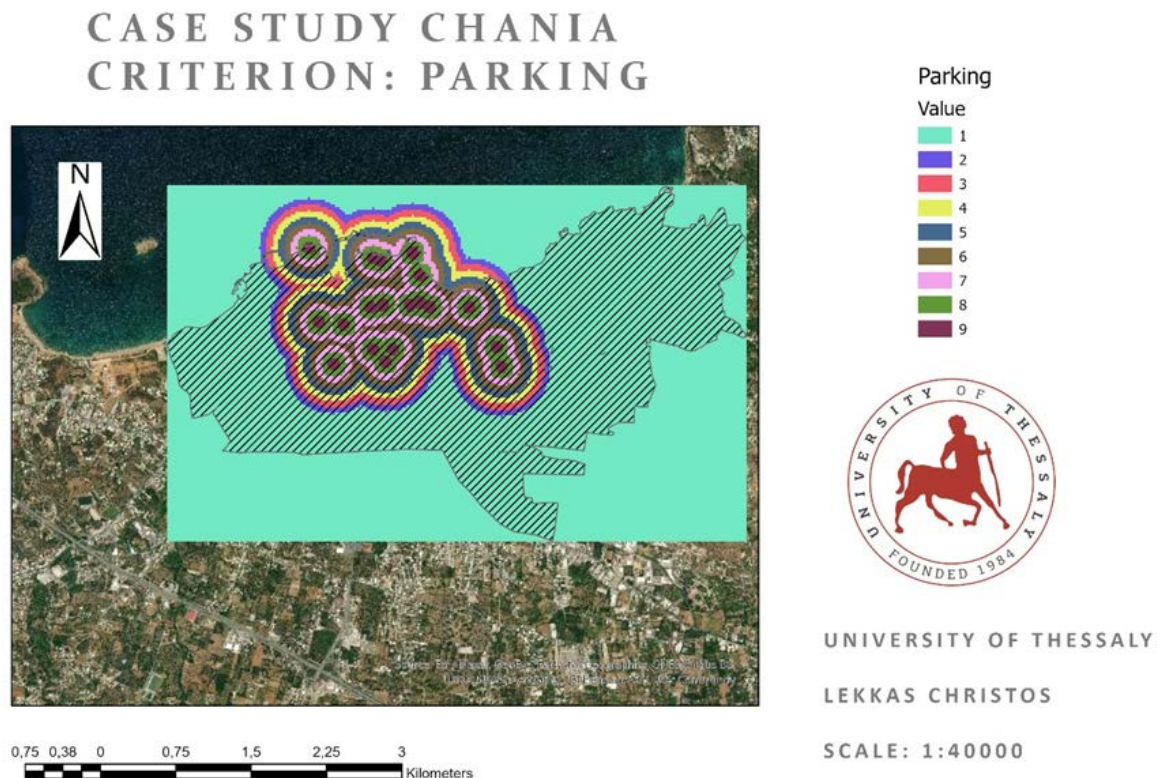 CASE STUDY CHANIA
CRITERION: PARKING
N
Parking
Value
1
2
3
4
5
6
7
8
9
UNIVERSITY OF THESSALY
FOUNDED 1984
UNIVERSITY OF THESSALY
LEKKAS CHRISTOS
SCALE: 1:40000
0,75 0,38 0 0,75 1,5 2,25 3
Kilometers